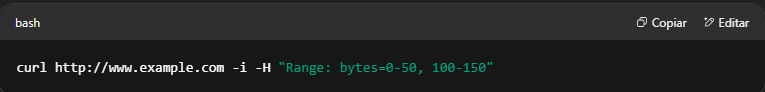 bash
Copiar
Editar
curl http://www.example.com -i -H "Range: bytes=0-50, 100-150"